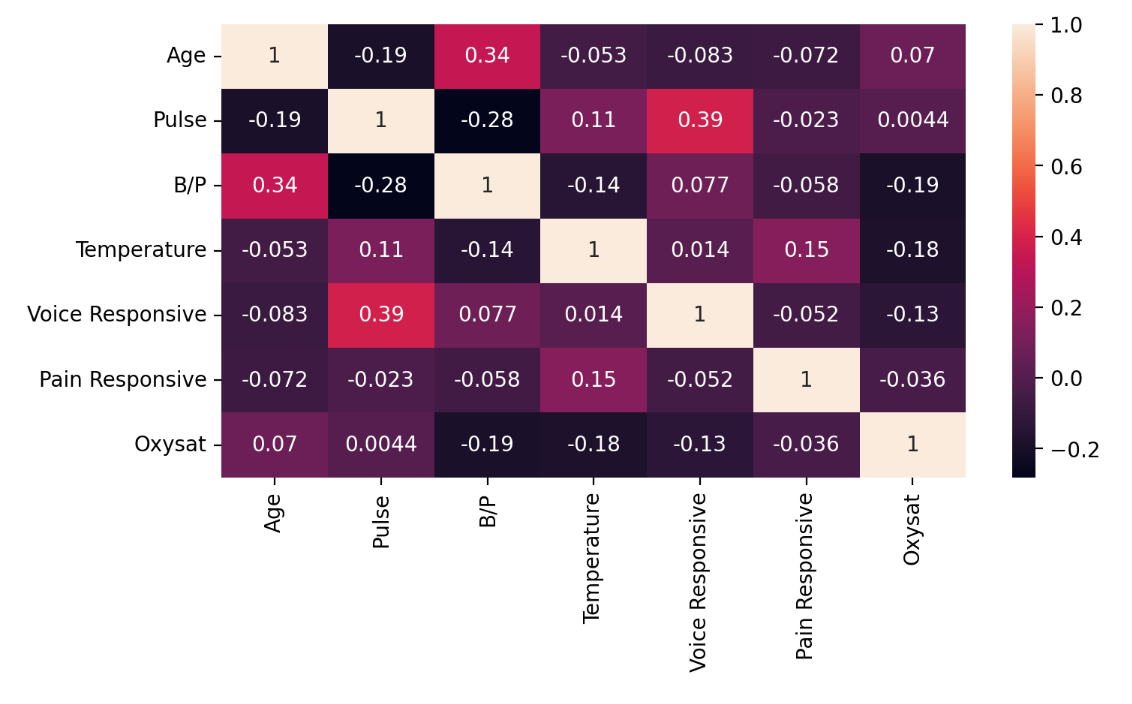 Age 1 -0.19 0.34 -0.053 -0.083 -0.072 0.07
Pulse -0.19 1 -0.28 0.11 0.39 -0.023 0.0044
B/P 0.34 -0.28 1 -0.14 0.077 -0.058 -0.19
Temperature -0.053 0.11 -0.14 1 0.014 0.15 -0.18
Voice Responsive -0.083 0.39 0.077 0.014 1 -0.052 -0.13
Pain Responsive -0.072 -0.023 -0.058 0.15 -0.052 1 -0.036
Oxysat 0.07 0.0044 -0.19 -0.18 -0.13 -0.036 1
Age
Pulse
B/P
Temperature
Voice Responsive
Pain Responsive
Oxysat
1.0
0.8
0.6
0.4
0.2
0.0
−0.2